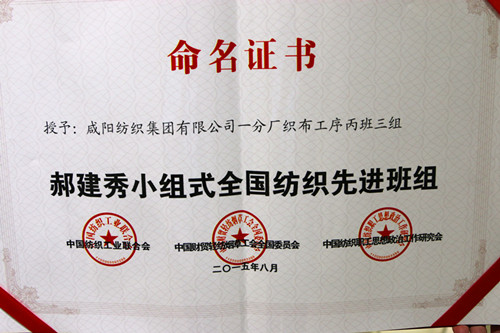 命名证书
授予：咸阳纺织集团有限公司一分厂织布工序丙班三组
郝建秀小组式全国纺织先进班组
中国纺织工业联合会 中国财贸轻纺烟草工会全国委员会 中国纺织职工思想政治工作研究会
二〇一五年八月